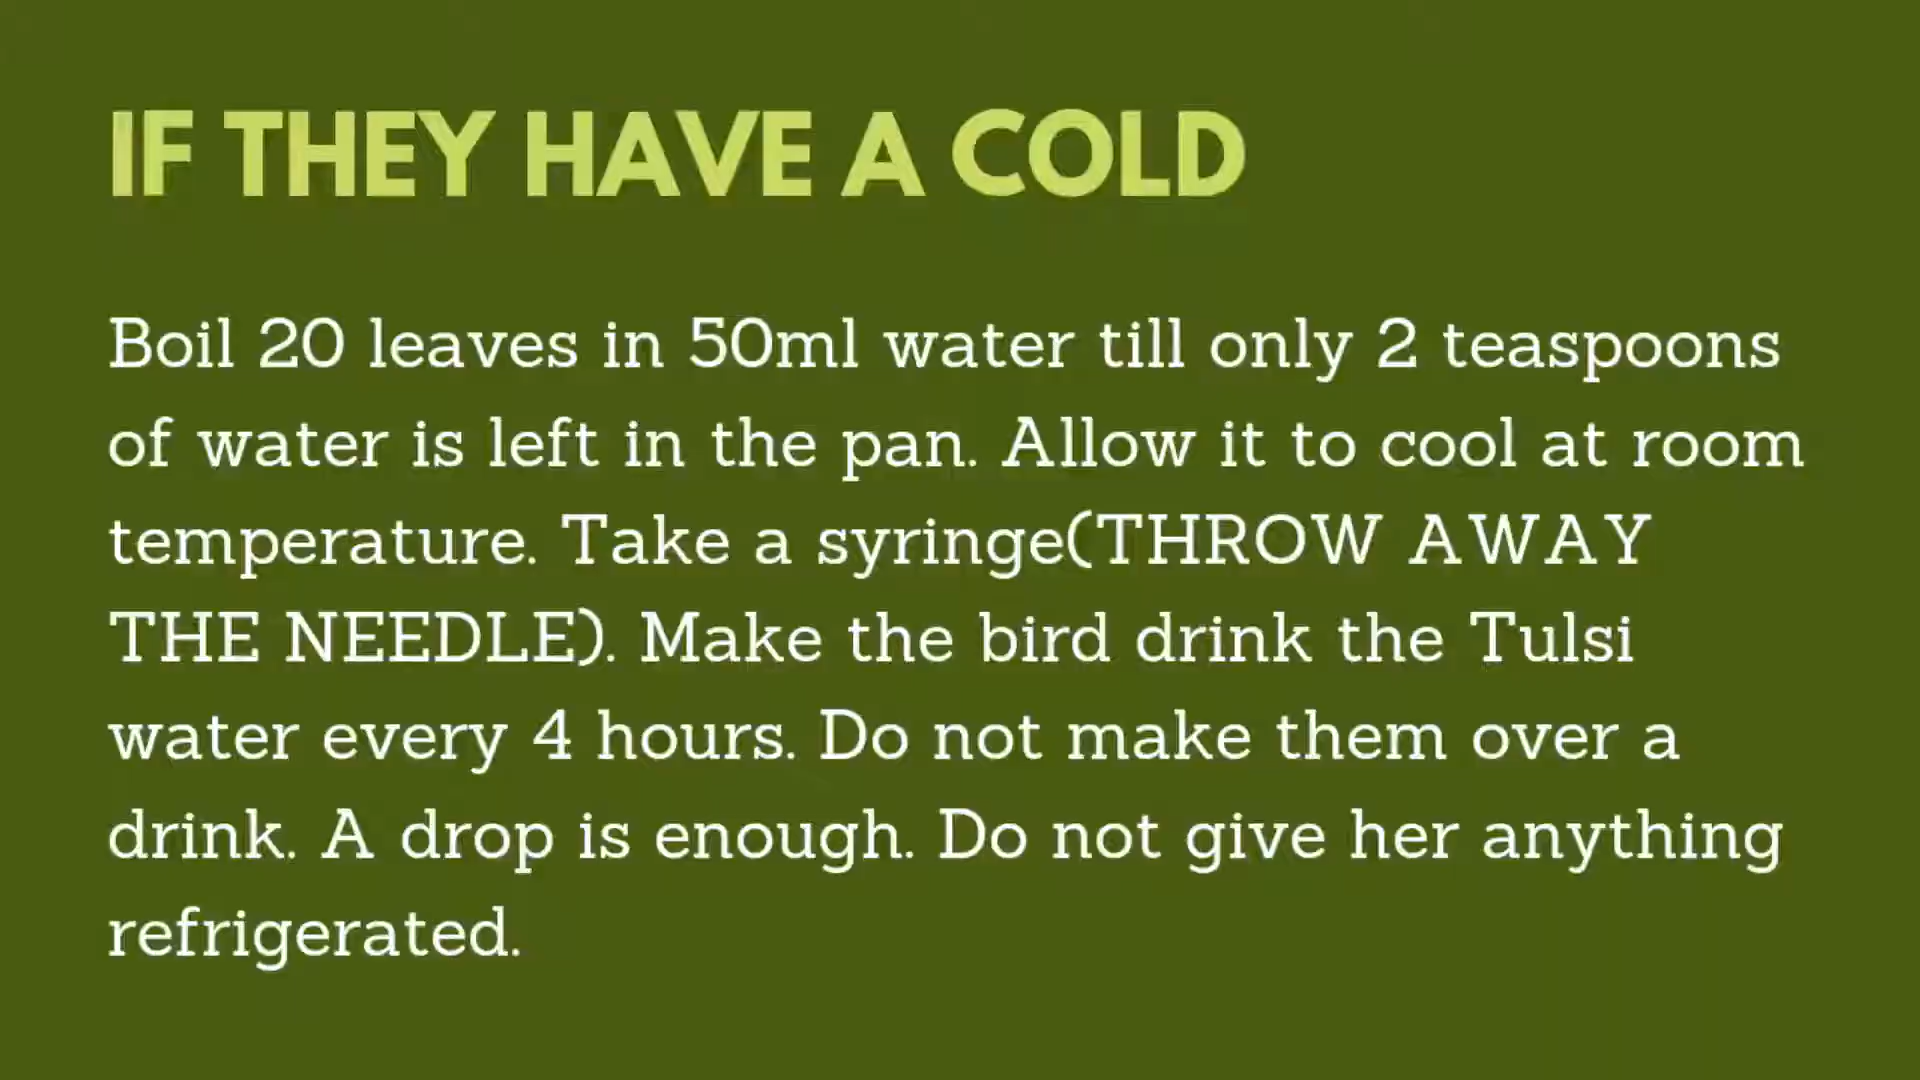 IF THEY HAVE A COLD
Boil 20 leaves in 50ml water till only 2 teaspoons
of water is left in the pan. Allow it to cool at room
temperature. Take a syringe(THROW AWAY
THE NEEDLE). Make the bird drink the Tulsi
water every 4 hours. Do not make them over a
drink. A drop is enough. Do not give her anything
refrigerated.